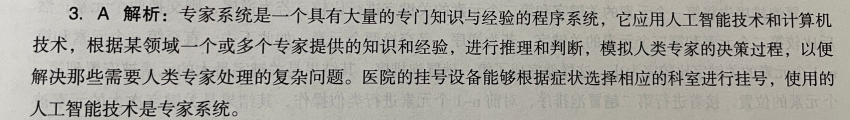 3. A 解析：专家系统是一个具有大量的专门知识与经验的程序系统，它应用人工智能技术和计算机
技术，根据某领域一个或多个专家提供的知识和经验，进行推理和判断，模拟人类专家的决策过程，以便
解决那些需要人类专家处理的复杂问题。医院的挂号设备能够根据症状选择相应的科室进行挂号，使用的
人工智能技术是专家系统。